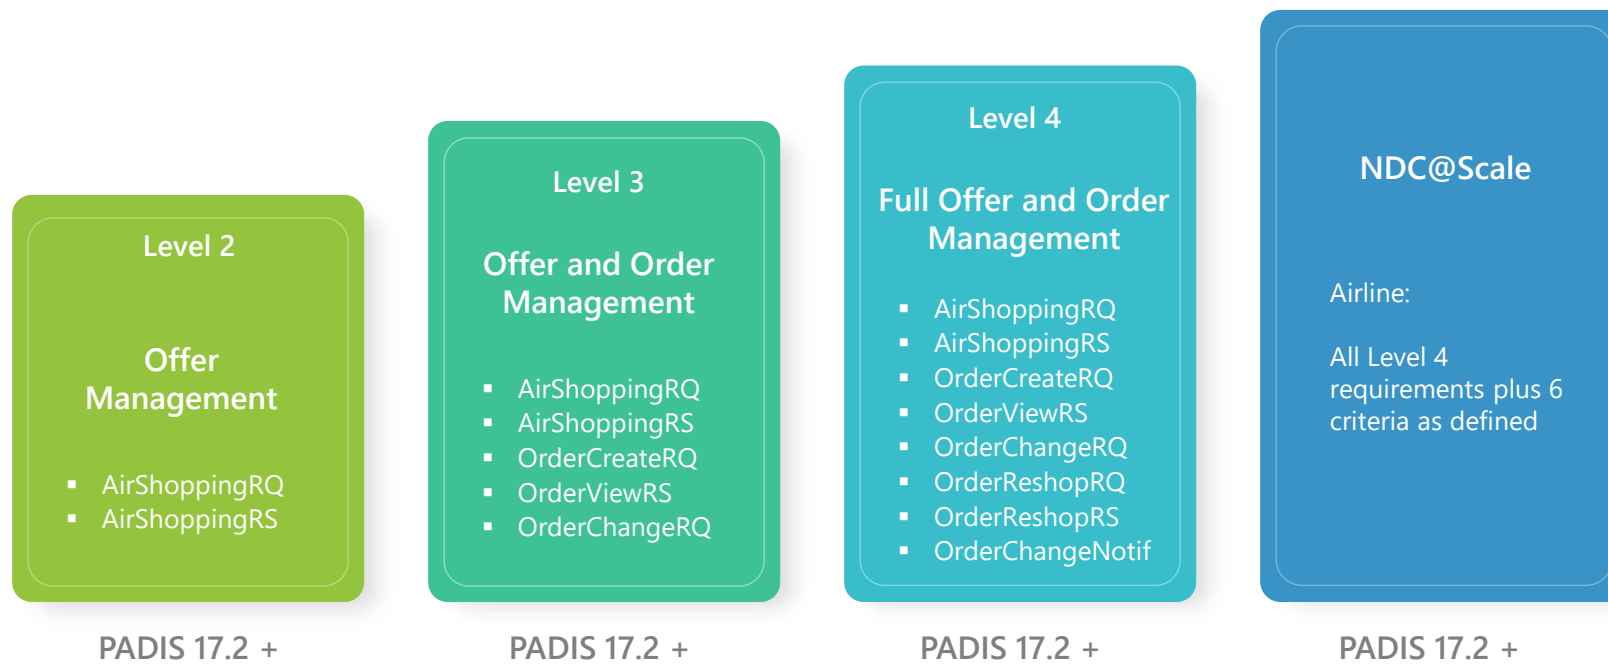 Level 2
Offer
Management
▪ AirShoppingRQ
▪ AirShoppingRS
PADIS 17.2 +
Level 3
Offer and Order
Management
▪ AirShoppingRQ
▪ AirShoppingRS
▪ OrderCreateRQ
▪ OrderViewRS
▪ OrderChangeRQ
PADIS 17.2 +
Level 4
Full Offer and Order
Management
▪ AirShoppingRQ
▪ AirShoppingRS
▪ OrderCreateRQ
▪ OrderViewRS
▪ OrderChangeRQ
▪ OrderReshopRQ
▪ OrderReshopRS
▪ OrderChangeNotif
PADIS 17.2 +
NDC@Scale
Airline:
All Level 4
requirements plus 6
criteria as defined
PADIS 17.2 +